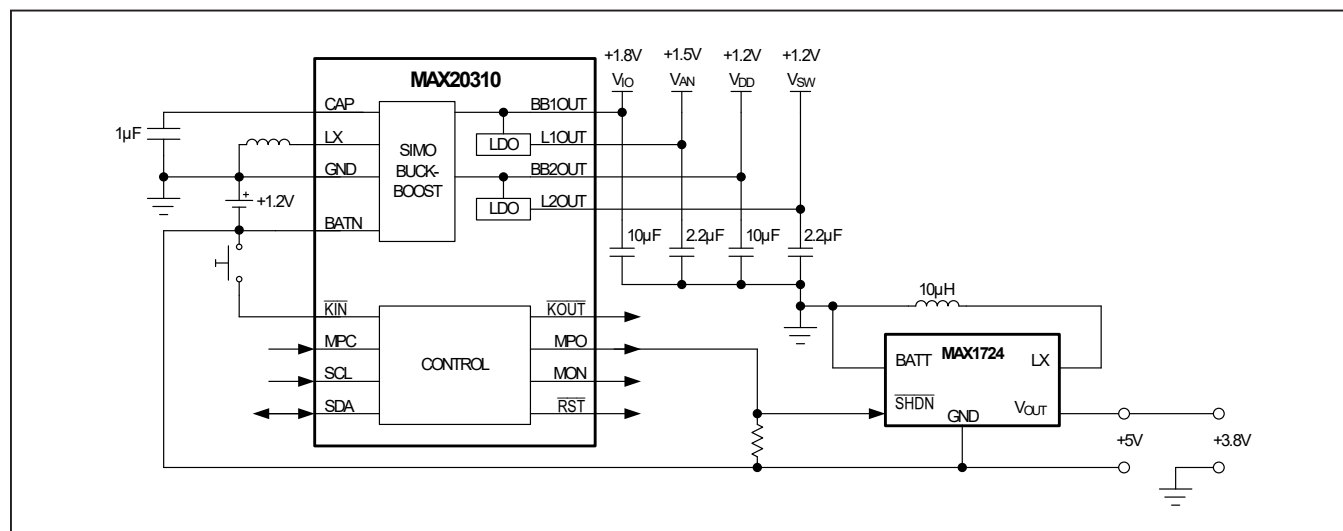 +1.8V +1.5V +1.2V +1.2V
VIO VAN VDD VSW
MAX20310
CAP BB1OUT
1µF
LX L1OUT
LDO
SIMO
BUCK-
BOOST
GND BB2OUT
+
+1.2V
LDO
L2OUT
BATN
10µF 2.2µF 10µF 2.2µF
10µH
KIN KOUT
MPC MPO
CONTROL
SCL MON
SDA RST
MAX1724
BATT LX
SHDN
GND
VOUT
+5V +3.8V